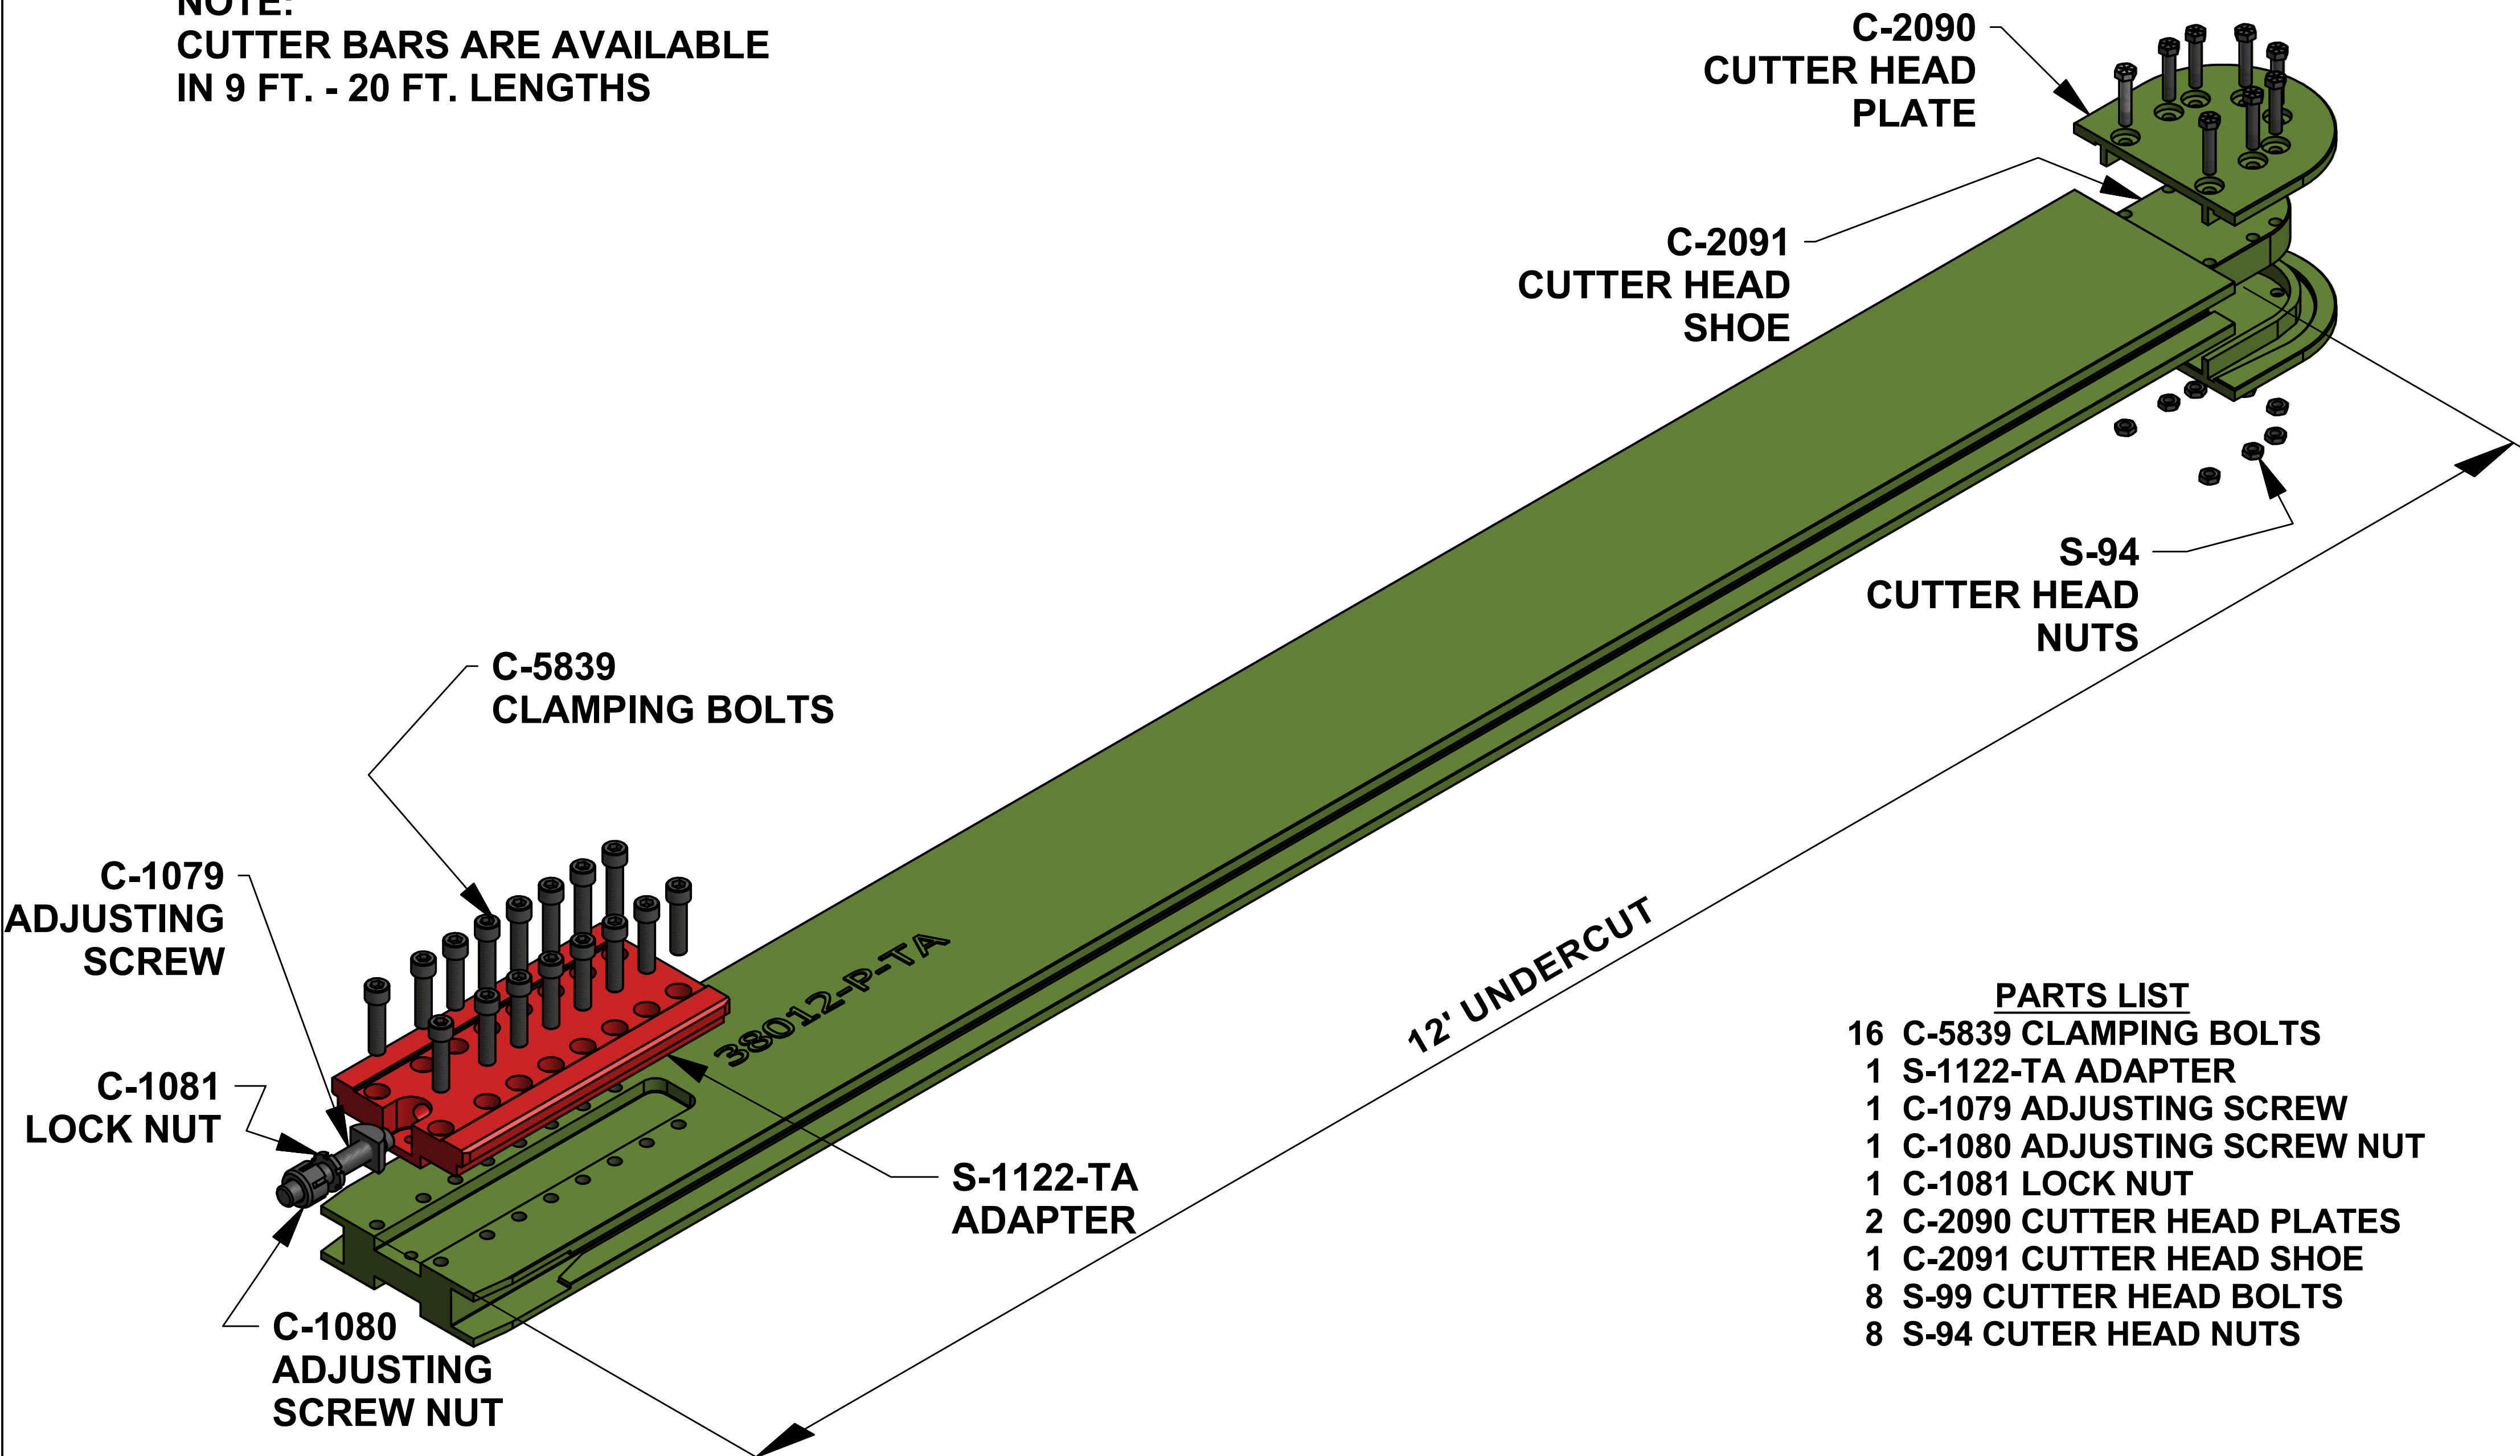 NOTE:
CUTTER BARS ARE AVAILABLE
IN 9 FT. - 20 FT. LENGTHS
C-2090
CUTTER HEAD
PLATE
C-2091
CUTTER HEAD
SHOE
S-94
CUTTER HEAD
NUTS
C-5839
CLAMPING BOLTS
C-1079
ADJUSTING
SCREW
C-1081
LOCK NUT
38012-P-TA
12' UNDERCUT
S-1122-TA
ADAPTER
C-1080
ADJUSTING
SCREW NUT
PARTS LIST
16 C-5839 CLAMPING BOLTS
1 S-1122-TA ADAPTER
1 C-1079 ADJUSTING SCREW
1 C-1080 ADJUSTING SCREW NUT
1 C-1081 LOCK NUT
2 C-2090 CUTTER HEAD PLATES
1 C-2091 CUTTER HEAD SHOE
8 S-99 CUTTER HEAD BOLTS
8 S-94 CUTER HEAD NUTS